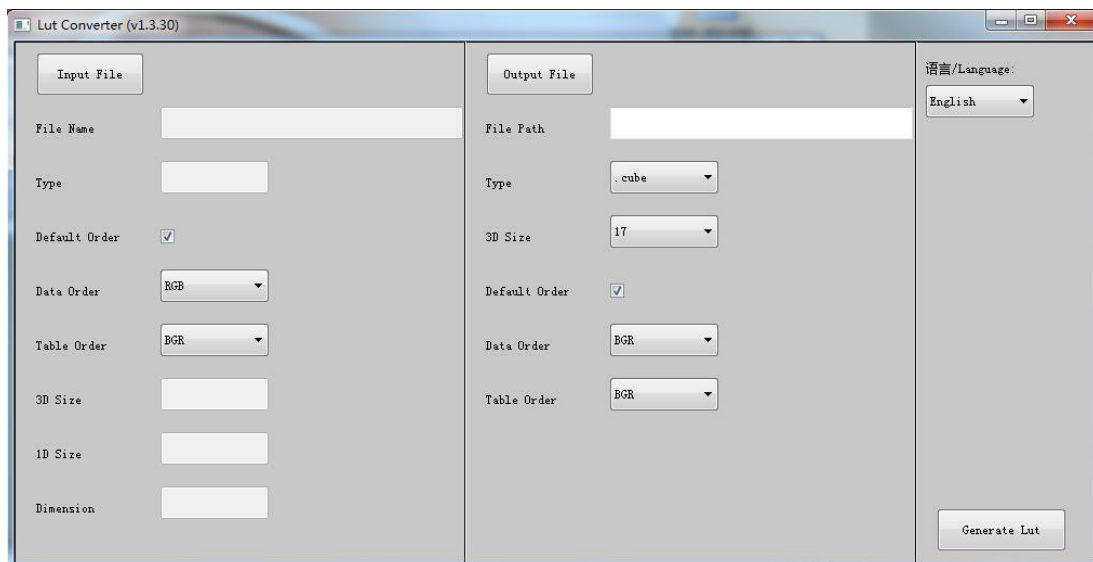 Lut Converter (v1.3.30)
Input File
File Name
Type
Default Order
Data Order RGB
Table Order BGR
3D Size
1D Size
Dimension
Output File
File Path
Type .cube
3D Size 17
Default Order
Data Order BGR
Table Order BGR
语言/Language:
English
Generate Lut